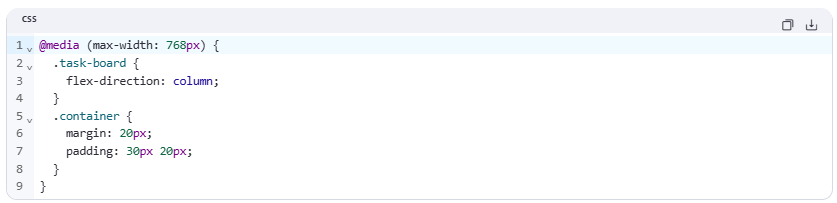 css
1 @media (max-width: 768px) {
2 .task-board {
3 flex-direction: column;
4 }
5 .container {
6 margin: 20px;
7 padding: 30px 20px;
8 }
9 }